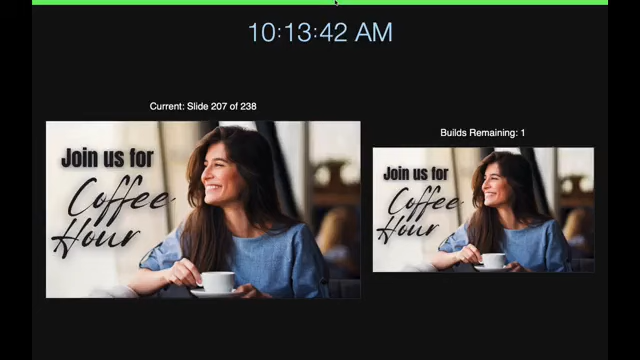 10:13:42 AM
Current: Slide 207 of 238
Builds Remaining: 1
Join us for
Coffee
Hour
Join us for
Coffee
Hour